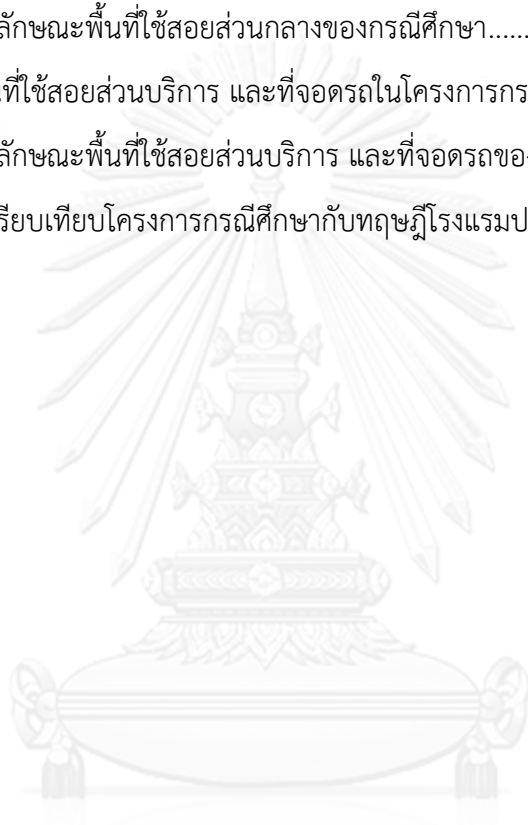 ลักษณะพื้นที่ใช้สอยส่วนกลางของกรณีศึกษา......
ที่ใช้สอยส่วนบริการ และที่จอดรถในโครงการกร
ลักษณะพื้นที่ใช้สอยส่วนบริการ และที่จอดรถของ
รียบเทียบโครงการกรณีศึกษากับทฤษฎีโรงแรมป